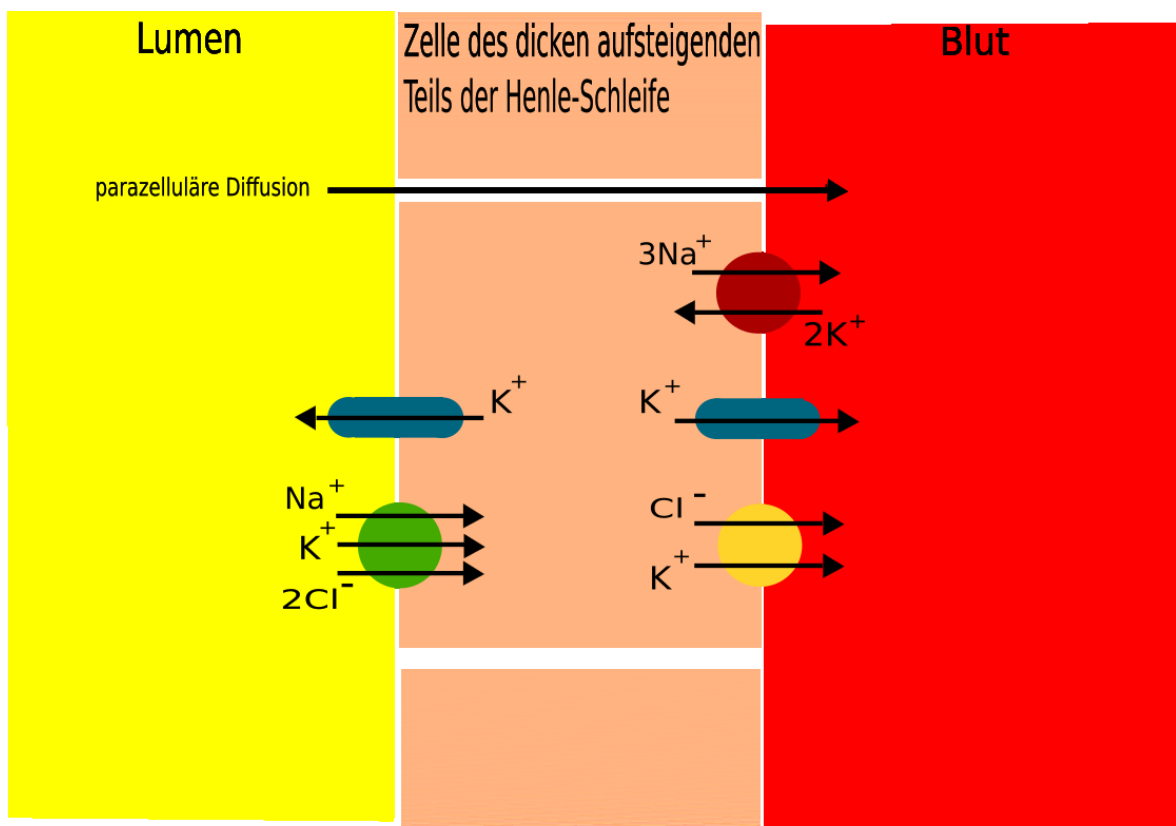 Lumen
Zelle des dicken aufsteigenden
Teils der Henle-Schleife
Blut
parazelluläre Diffusion
3Na⁺
2K⁺
K⁺
K⁺
Na⁺
K⁺
2Cl⁻
Cl⁻
K⁺